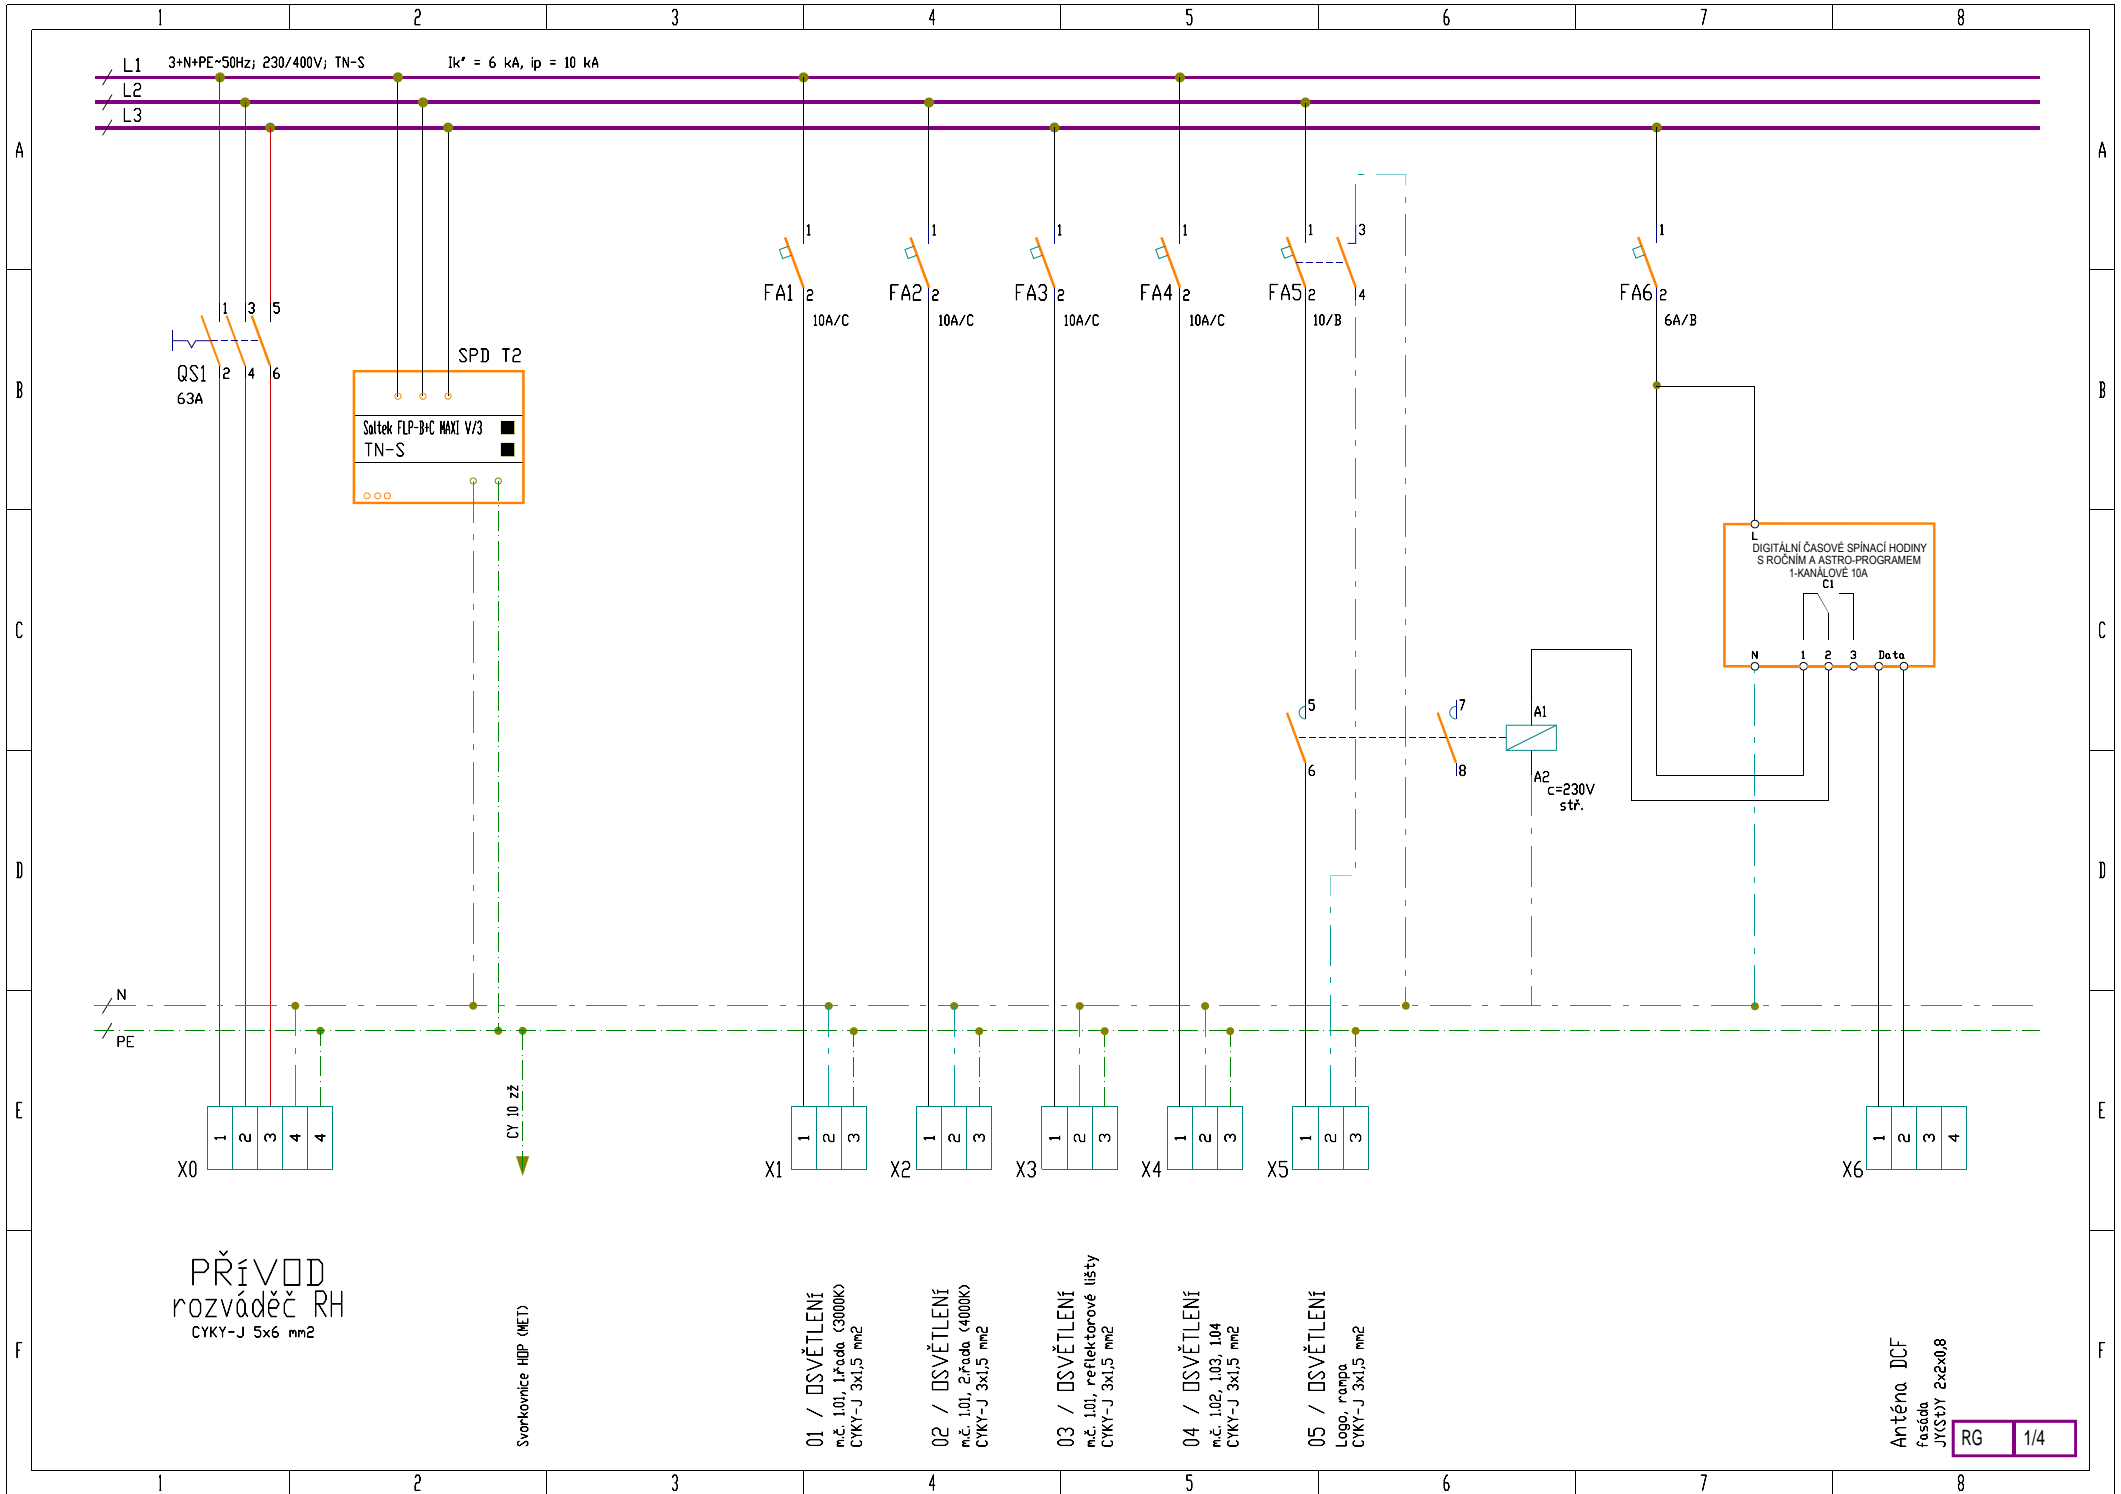 1 2 3 4 5 6 7 8
L1 3+N+PE~50Hz; 230/400V; TN-S Ik" = 6 kA, ip = 10 kA
L2
L3
A A
1 1 1 1 1 3 1
FA1 2 FA2 2 FA3 2 FA4 2 FA5 2 4 FA6 2
10A/C 10A/C 10A/C 10A/C 10/B 6A/B
1 3 5
QS1 2 4 6
63A
SPD T2
B B
Saltek FLP-B+C MAXI V/3
TN-S
L
DIGITÁLNÍ ČASOVÉ SPÍNACÍ HODINY
S ROČNÍM A ASTRO-PROGRAMEM
1-KANÁLOVÉ 10A
C1
C C
N 1 2 3 Data
5 7 A1
6 8 A2
c=230V
stř.
D D
N
PE
E E
CY 10 zž
X0 1 2 3 4 4
X1 1 2 3
X2 1 2 3
X3 1 2 3
X4 1 2 3
X5 1 2 3
X6 1 2 3 4
PŘíVOD
rozváděč RH
CYKY-J 5x6 mm2
F F
Svorkovnice HOP (MET)
01 / OSVĚTLENÍ
m.č. 1.01, 1.řada (3000K)
CYKY-J 3x1,5 mm2
02 / OSVĚTLENÍ
m.č. 1.01, 2.řada (4000K)
CYKY-J 3x1,5 mm2
03 / OSVĚTLENÍ
m.č. 1.01, reflektorové lišty
CYKY-J 3x1,5 mm2
04 / OSVĚTLENÍ
m.č. 1.02, 1.03, 1.04
CYKY-J 3x1,5 mm2
05 / OSVĚTLENÍ
Logo, rampa
CYKY-J 3x1,5 mm2
Anténa DCF
fasáda
JY(St)Y 2x2x0,8
RG 1/4
1 2 3 4 5 6 7 8